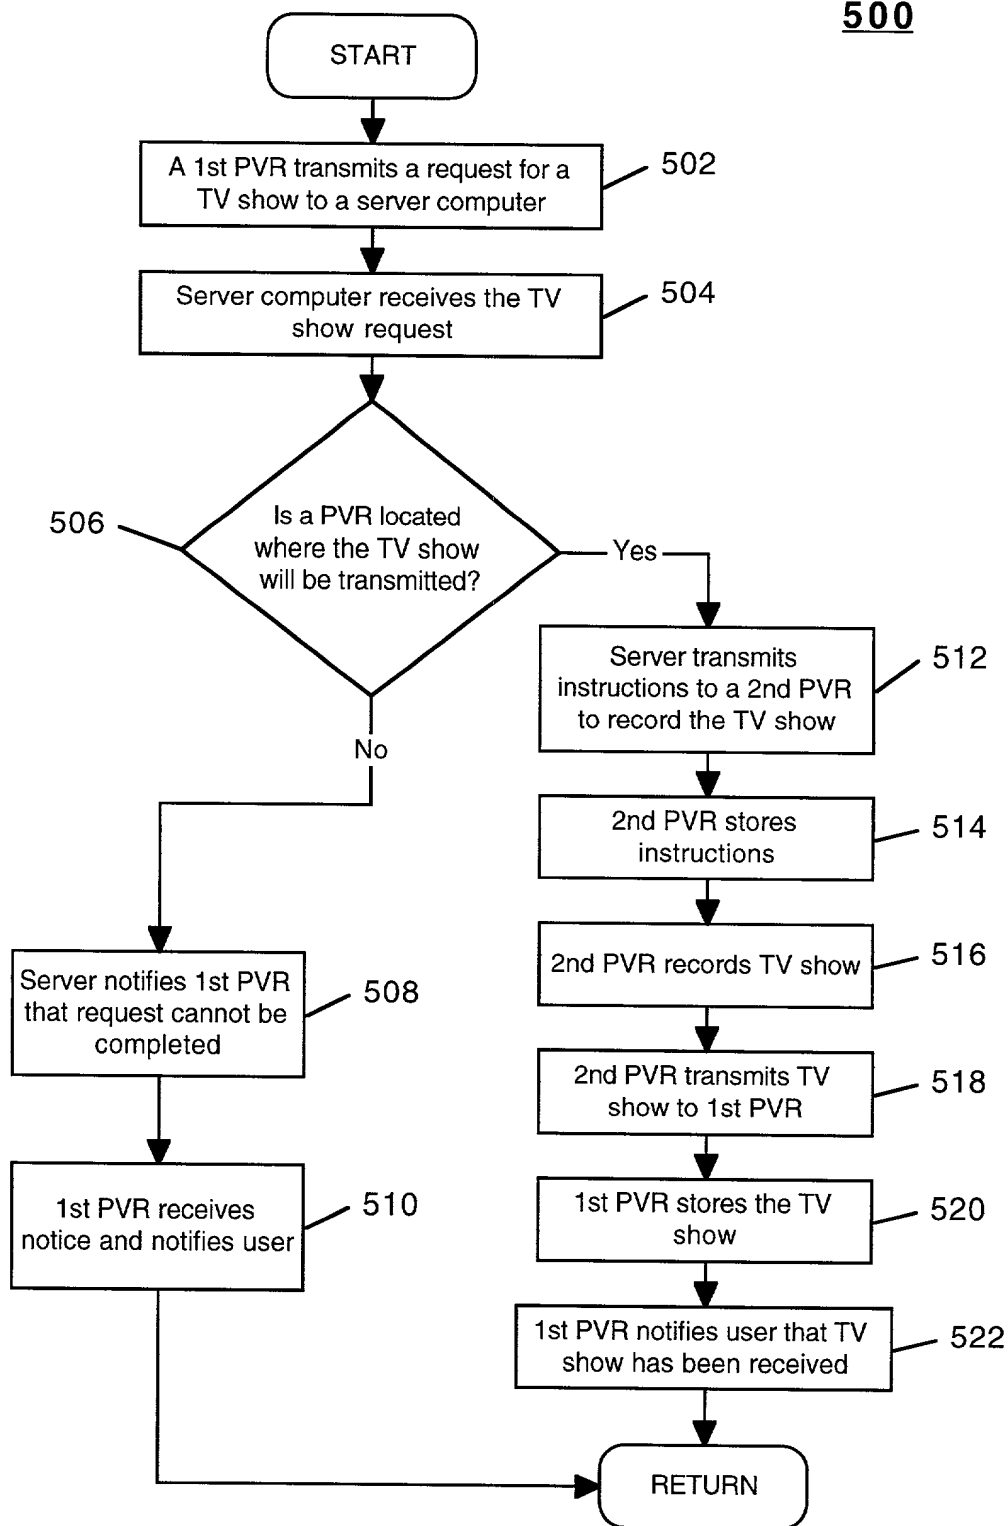 500
START
A 1st PVR transmits a request for a
TV show to a server computer
502
Server computer receives the TV
show request
504
506
Is a PVR located
where the TV show
will be transmitted?
Yes
No
Server transmits
instructions to a 2nd PVR
to record the TV show
512
2nd PVR stores
instructions
514
2nd PVR records TV show
516
Server notifies 1st PVR
that request cannot be
completed
508
2nd PVR transmits TV
show to 1st PVR
518
1st PVR receives
notice and notifies user
510
1st PVR stores the TV
show
520
1st PVR notifies user that TV
show has been received
522
RETURN